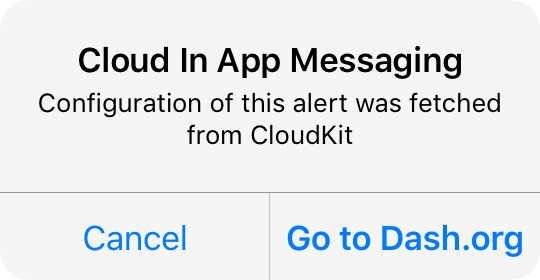 Cloud In App Messaging
Configuration of this alert was fetched
from CloudKit
Cancel
Go to Dash.org